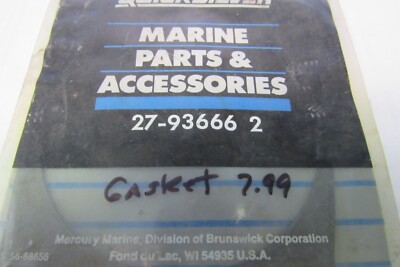 QUICKSILVER
MARINE
PARTS &
ACCESSORIES
27-93666 2
Gasket 7.99
Mercury Marine, Division of Brunswick Corporation
Fond du Lac, WI 54935 U.S.A.